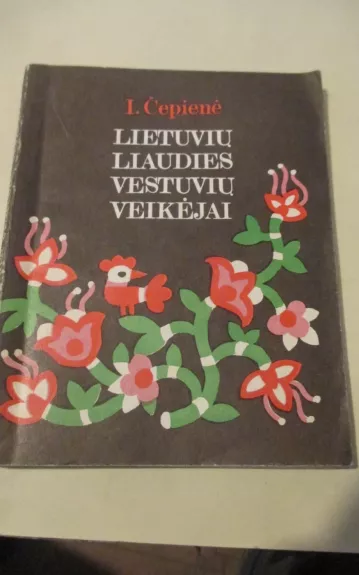 I. Čepienė
LIETUVIŲ
LIAUDIES
VESTUVIŲ
VEIKĖJAI